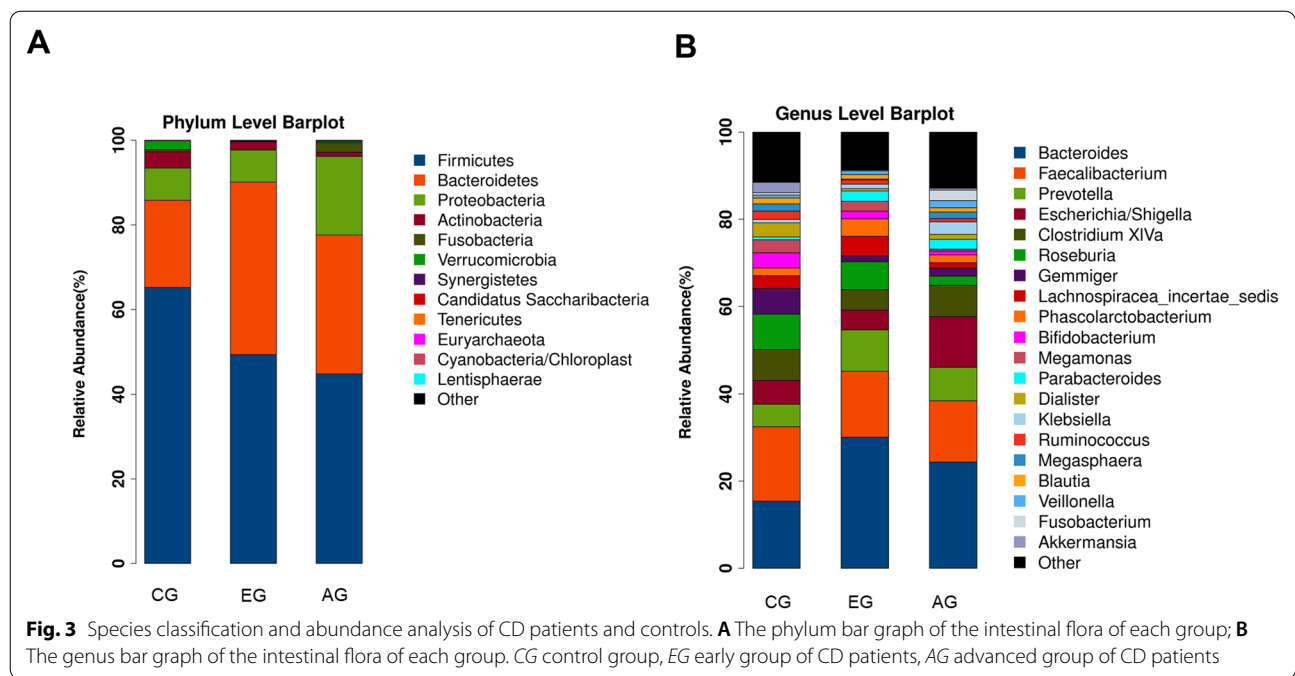 A
Phylum Level Barplot
Relative Abundance(%)
0
20
40
60
80
100
CG
EG
AG
Firmicutes
Bacteroidetes
Proteobacteria
Actinobacteria
Fusobacteria
Verrucomicrobia
Synergistetes
Candidatus Saccharibacteria
Tenericutes
Euryarchaeota
Cyanobacteria/Chloroplast
Lentisphaerae
Other
B
Genus Level Barplot
Relative Abundance(%)
0
20
40
60
80
100
CG
EG
AG
Bacteroides
Faecalibacterium
Prevotella
Escherichia/Shigella
Clostridium XIVa
Roseburia
Gemmiger
Lachnospiracea_incertae_sedis
Phascolarctobacterium
Bifidobacterium
Megamonas
Parabacteroides
Dialister
Klebsiella
Ruminococcus
Megasphaera
Blautia
Veillonella
Fusobacterium
Akkermansia
Other
Fig. 3 Species classification and abundance analysis of CD patients and controls. A The phylum bar graph of the intestinal flora of each group; B
The genus bar graph of the intestinal flora of each group. CG control group, EG early group of CD patients, AG advanced group of CD patients